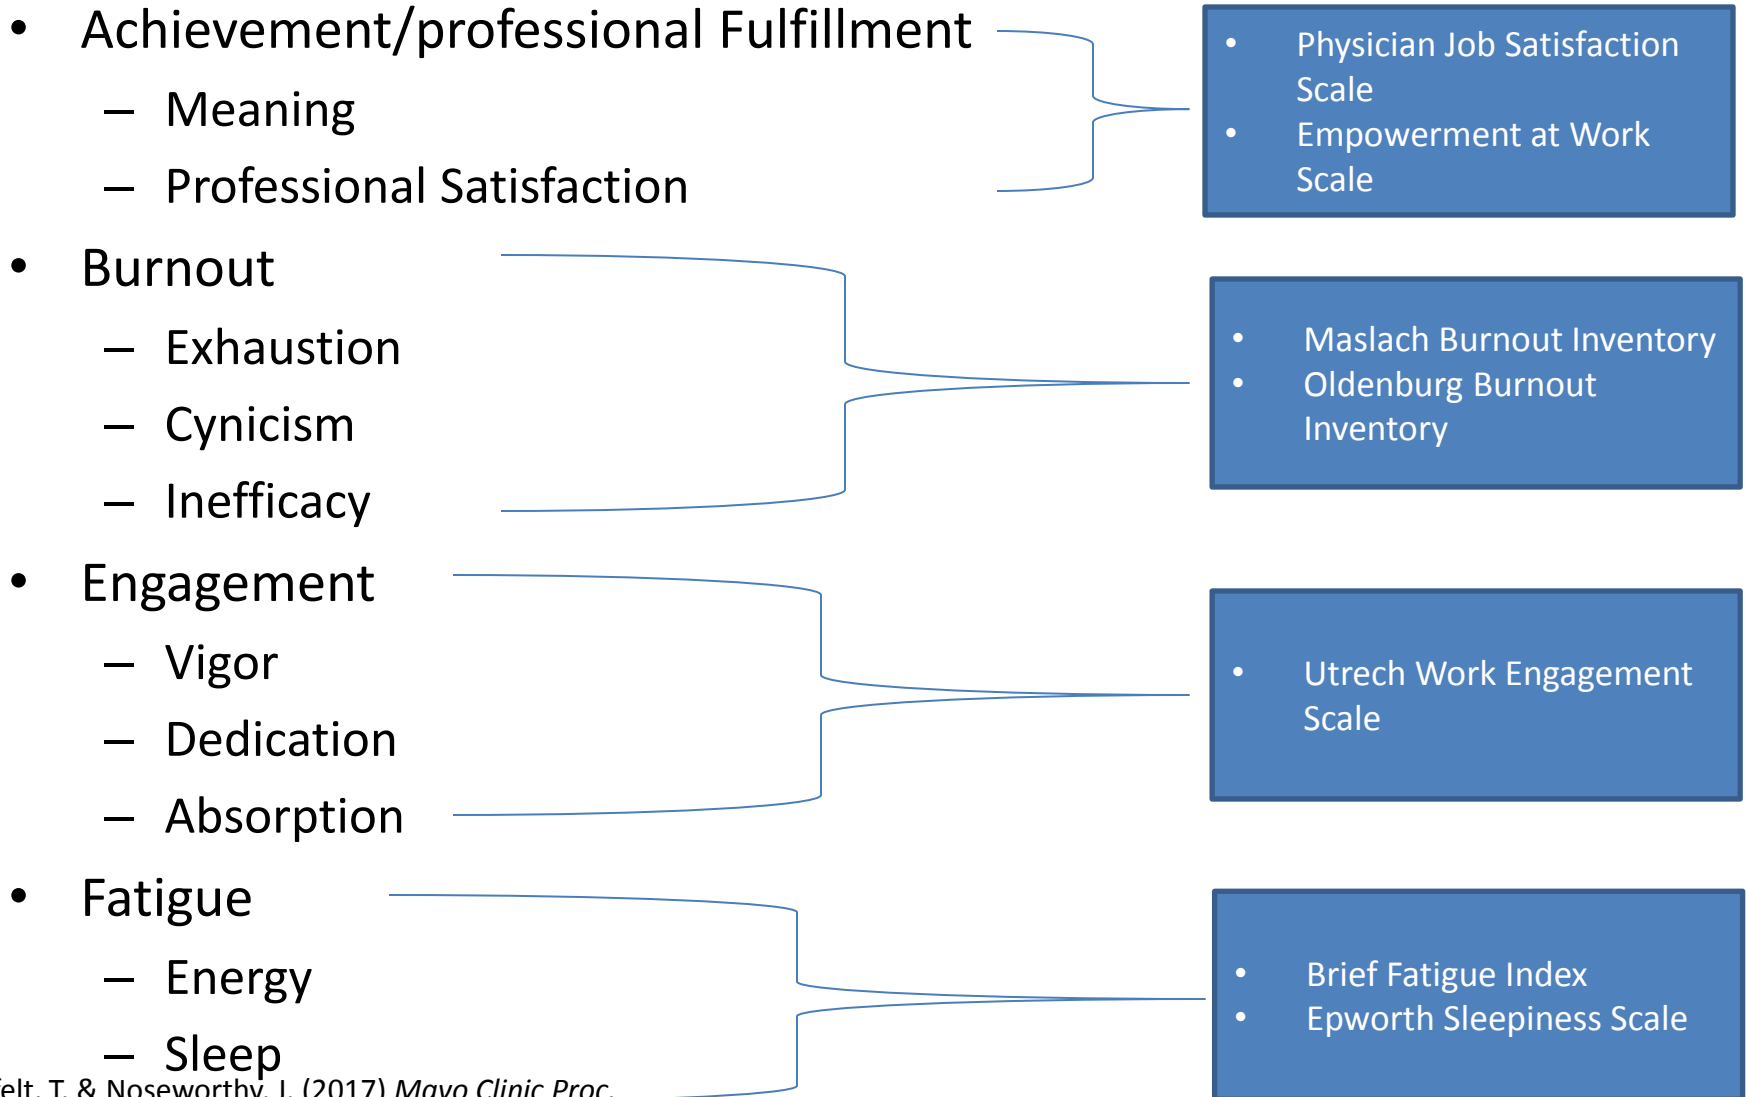 • Achievement/professional Fulfillment
– Meaning
– Professional Satisfaction
• Physician Job Satisfaction
Scale
• Empowerment at Work
Scale
• Burnout
– Exhaustion
– Cynicism
– Inefficacy
• Maslach Burnout Inventory
• Oldenburg Burnout
Inventory
• Engagement
– Vigor
– Dedication
– Absorption
• Utrech Work Engagement
Scale
• Fatigue
– Energy
– Sleep
• Brief Fatigue Index
• Epworth Sleepiness Scale
felt, T. & Noseworthy, J. (2017) Mayo Clinic Proc.